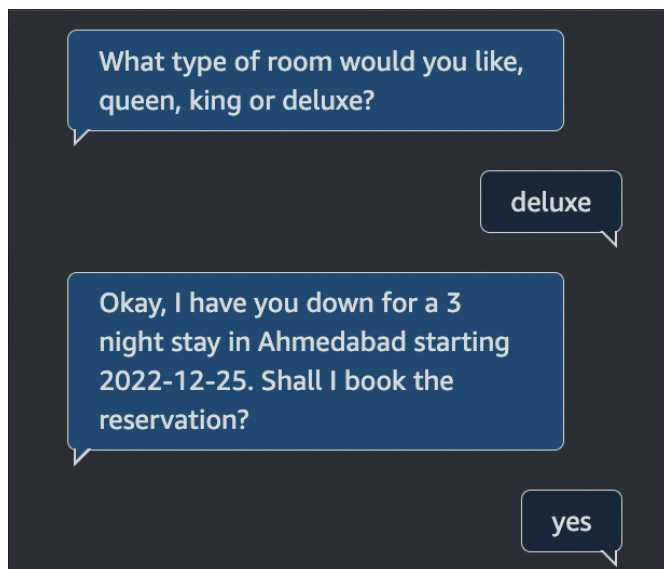 What type of room would you like,
queen, king or deluxe?
deluxe
Okay, I have you down for a 3
night stay in Ahmedabad starting
2022-12-25. Shall I book the
reservation?
yes